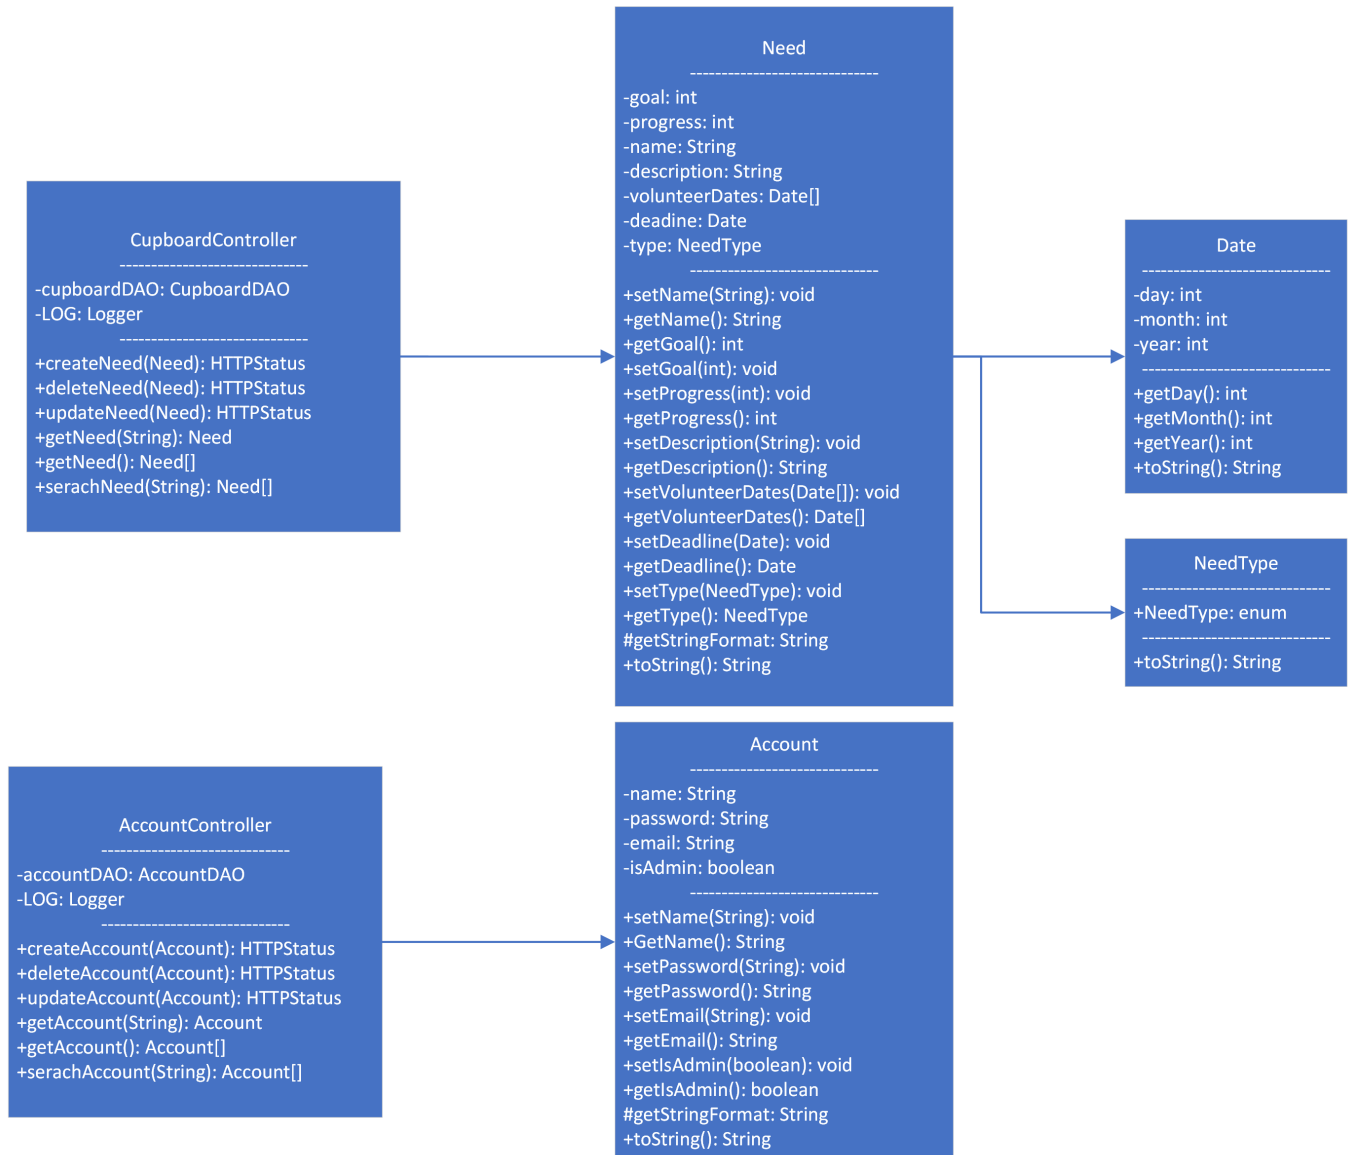 Need
------------------------------
-goal: int
-progress: int
-name: String
-description: String
-volunteerDates: Date[]
-deadine: Date
-type: NeedType
------------------------------
+setName(String): void
+getName(): String
+getGoal(): int
+setGoal(int): void
+setProgress(int): void
+getProgress(): int
+setDescription(String): void
+getDescription(): String
+setVolunteerDates(Date[]): void
+getVolunteerDates(): Date[]
+setDeadline(Date): void
+getDeadline(): Date
+setType(NeedType): void
+getType(): NeedType
#getStringFormat: String
+toString(): String
CupboardController
------------------------------
-cupboardDAO: CupboardDAO
-LOG: Logger
------------------------------
+createNeed(Need): HTTPStatus
+deleteNeed(Need): HTTPStatus
+updateNeed(Need): HTTPStatus
+getNeed(String): Need
+getNeed(): Need[]
+serachNeed(String): Need[]
Date
------------------------------
-day: int
-month: int
-year: int
------------------------------
+getDay(): int
+getMonth(): int
+getYear(): int
+toString(): String
NeedType
------------------------------
+NeedType: enum
------------------------------
+toString(): String
Account
------------------------------
-name: String
-password: String
-email: String
-isAdmin: boolean
------------------------------
+setName(String): void
+GetName(): String
+setPassword(String): void
+getPassword(): String
+setEmail(String): void
+getEmail(): String
+setIsAdmin(boolean): void
+getIsAdmin(): boolean
#getStringFormat: String
+toString(): String
AccountController
------------------------------
-accountDAO: AccountDAO
-LOG: Logger
------------------------------
+createAccount(Account): HTTPStatus
+deleteAccount(Account): HTTPStatus
+updateAccount(Account): HTTPStatus
+getAccount(String): Account
+getAccount(): Account[]
+serachAccount(String): Account[]